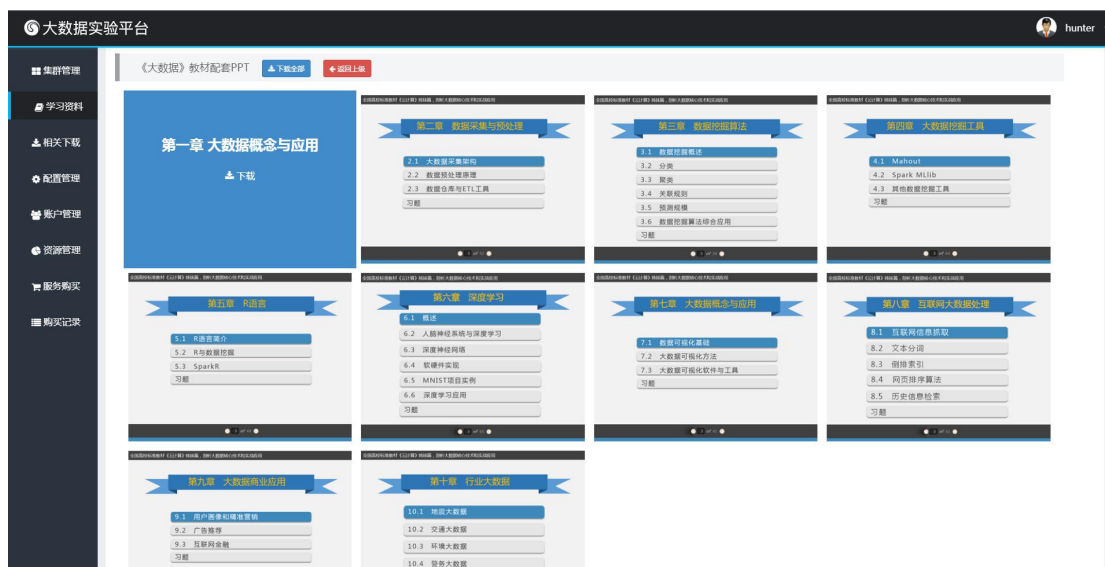 大数据实验平台
hunter
集群管理
学习资料
相关下载
配置管理
账户管理
资源管理
服务购买
购买记录
《大数据》教材配套PPT
下载全部
返回上级
第一章 大数据概念与应用
下载
第二章 数据采集与预处理
2.1 大数据采集架构
2.2 数据预处理原理
2.3 数据仓库与ETL工具
习题
第三章 数据挖掘算法
3.1 数据挖掘概述
3.2 分类
3.3 聚类
3.4 关联规则
3.5 预测规模
3.6 数据挖掘算法综合应用
习题
第四章 大数据挖掘工具
4.1 Mahout
4.2 Spark MLlib
4.3 其他数据挖掘工具
习题
第五章 R语言
5.1 R语言简介
5.2 R与数据挖掘
5.3 SparkR
习题
第六章 深度学习
6.1 概述
6.2 人脑神经系统与深度学习
6.3 深度神经网络
6.4 软硬件实现
6.5 MNIST项目实例
6.6 深度学习应用
习题
第七章 大数据概念与应用
7.1 数据可视化基础
7.2 大数据可视化方法
7.3 大数据可视化软件与工具
习题
第八章 互联网大数据处理
8.1 互联网信息抓取
8.2 文本分词
8.3 倒排索引
8.4 网页排序算法
8.5 历史信息检索
习题
第九章 大数据商业应用
9.1 用户画像和精准营销
9.2 广告推荐
9.3 互联网金融
习题
第十章 行业大数据
10.1 地震大数据
10.2 交通大数据
10.3 环境大数据
10.4 警务大数据